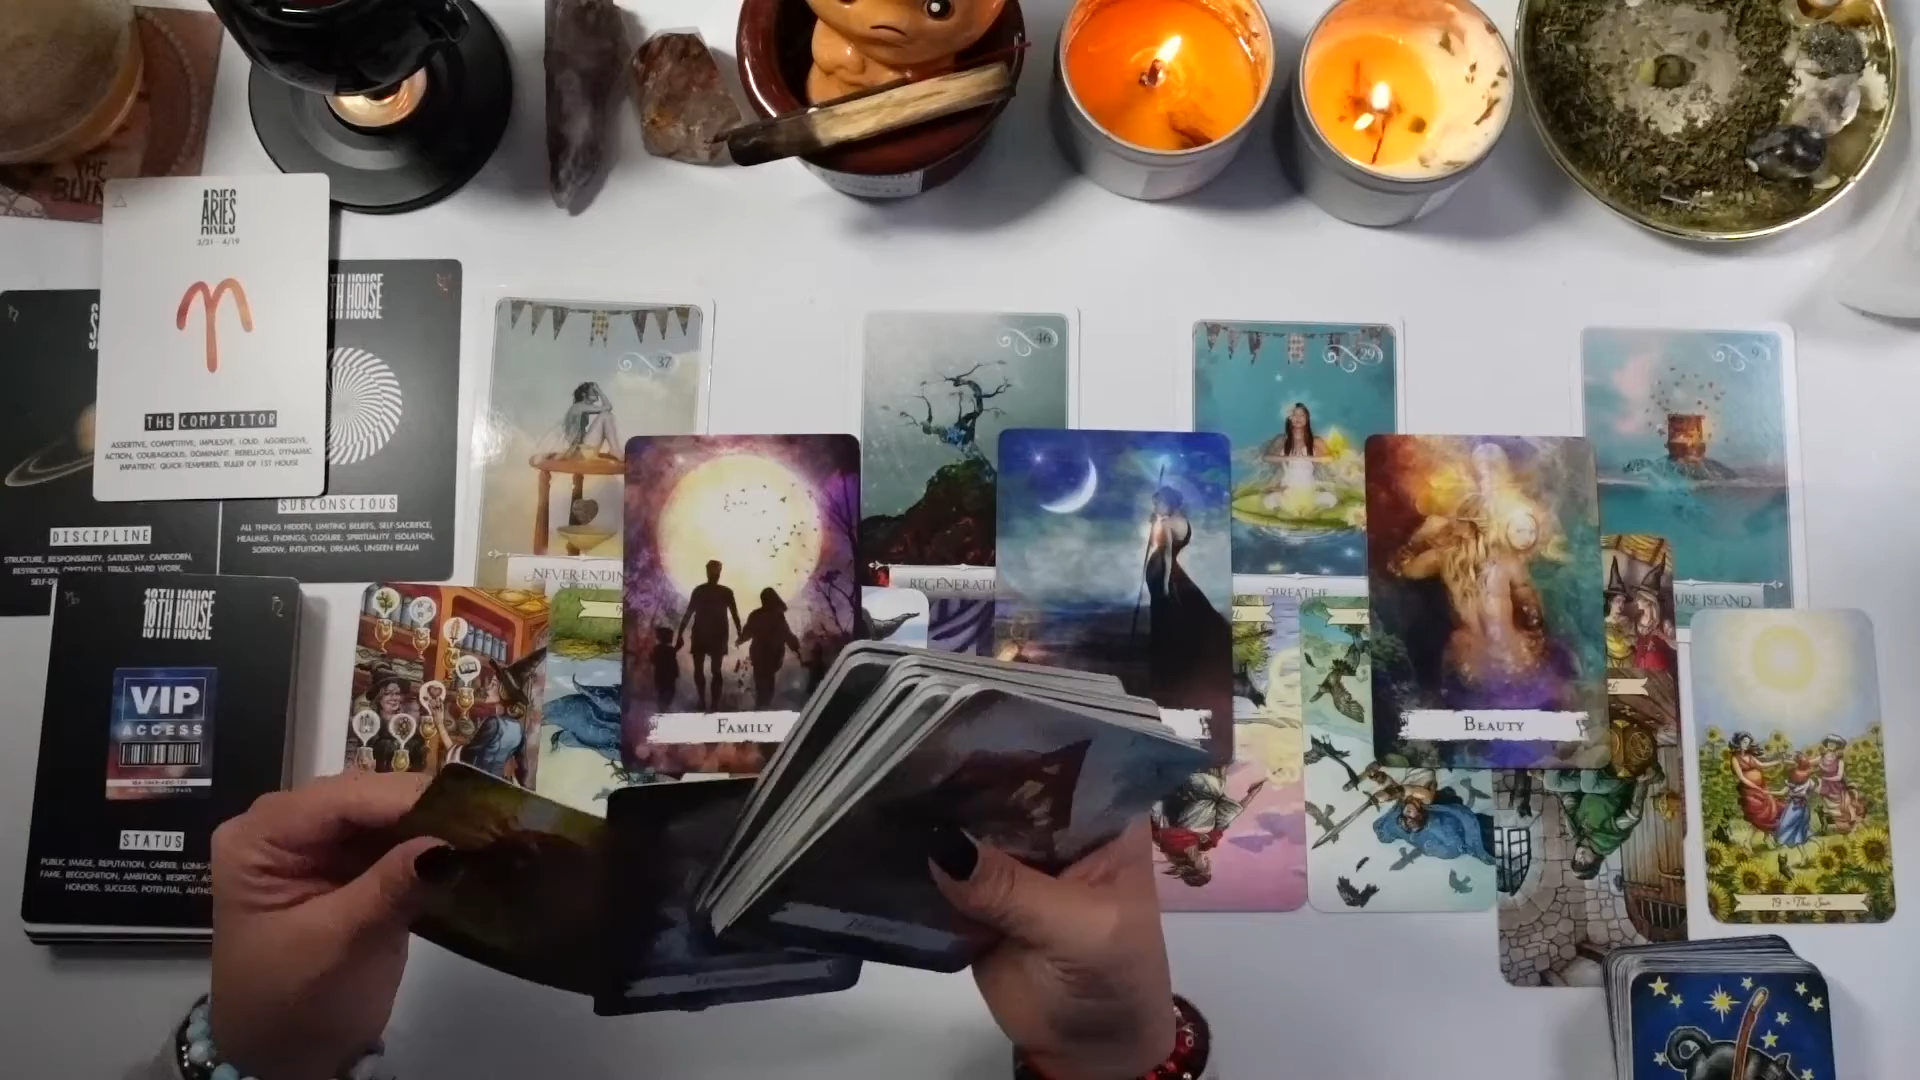 THE
ARIES
3/21 - 4/19
THE COMPETITOR
ASSERTIVE, COMPETITIVE, IMPULSIVE, LOUD, AGGRESSIVE,
ACTION, COURAGEOUS, DOMINANT, REBELLIOUS, DYNAMIC
IMPATIENT, QUICK-TEMPERED, RULER OF 1ST HOUSE
HOUSE
SUBCONSCIOUS
ALL THINGS HIDDEN, LIMITING BELIEFS, SELF-SACRIFICE,
HEALING, ENDINGS, CLOSURE, SPIRITUALITY, ISOLATION,
SORROW, INTUITION, DREAMS, UNSEEN REALM
DISCIPLINE
STRUCTURE, RESPONSIBILITY, SATURDAY, CAPRICORN,
RESTRICTION, OBSTACLES, TRIALS, HARD WORK,
10TH HOUSE
VIP
ACCESS
STATUS
PUBLIC IMAGE, REPUTATION, CAREER, LONG-
FAME, RECOGNITION, AMBITION, RESPECT,
HONORS, SUCCESS, POTENTIAL,
37
46
REGENERATIO
29
BREATHE
9
URE ISLAND
FAMILY
BEAUTY
19 • The Sun